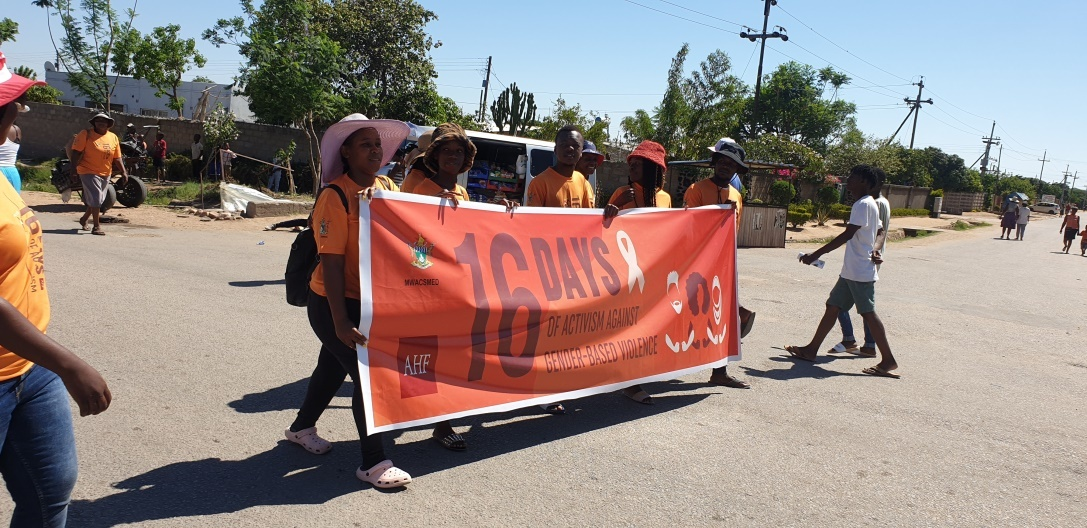 MWACSMED
16 DAYS
OF ACTIVISM AGAINST
GENDER-BASED VIOLENCE
AHF